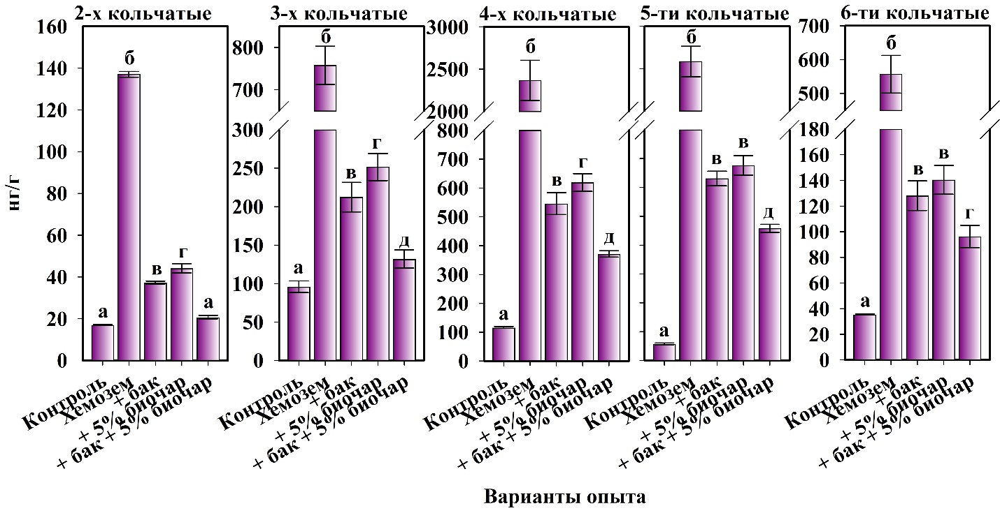 2-х кольчатые
3-х кольчатые
4-х кольчатые
5-ти кольчатые
6-ти кольчатые
нг/г
160
140
120
100
80
60
40
20
0
а
б
в
г
а
800
700
300
250
200
150
100
50
0
а
б
в
г
д
3000
2500
2000
800
700
600
500
400
300
200
100
0
а
б
в
г
д
а
б
в
в
д
700
600
500
180
160
140
120
100
80
60
40
20
0
а
б
в
в
г
Контроль
Хемозем
+ бак
+ 5% биочар
+ бак + 5% биочар
Контроль
Хемозем
+ бак
+ 5% биочар
+ бак + 5% биочар
Контроль
Хемозем
+ бак
+ 5% биочар
+ бак + 5% биочар
Контроль
Хемозем
+ бак
+ 5% биочар
+ бак + 5% биочар
Контроль
Хемозем
+ бак
+ 5% биочар
+ бак + 5% биочар
Варианты опыта